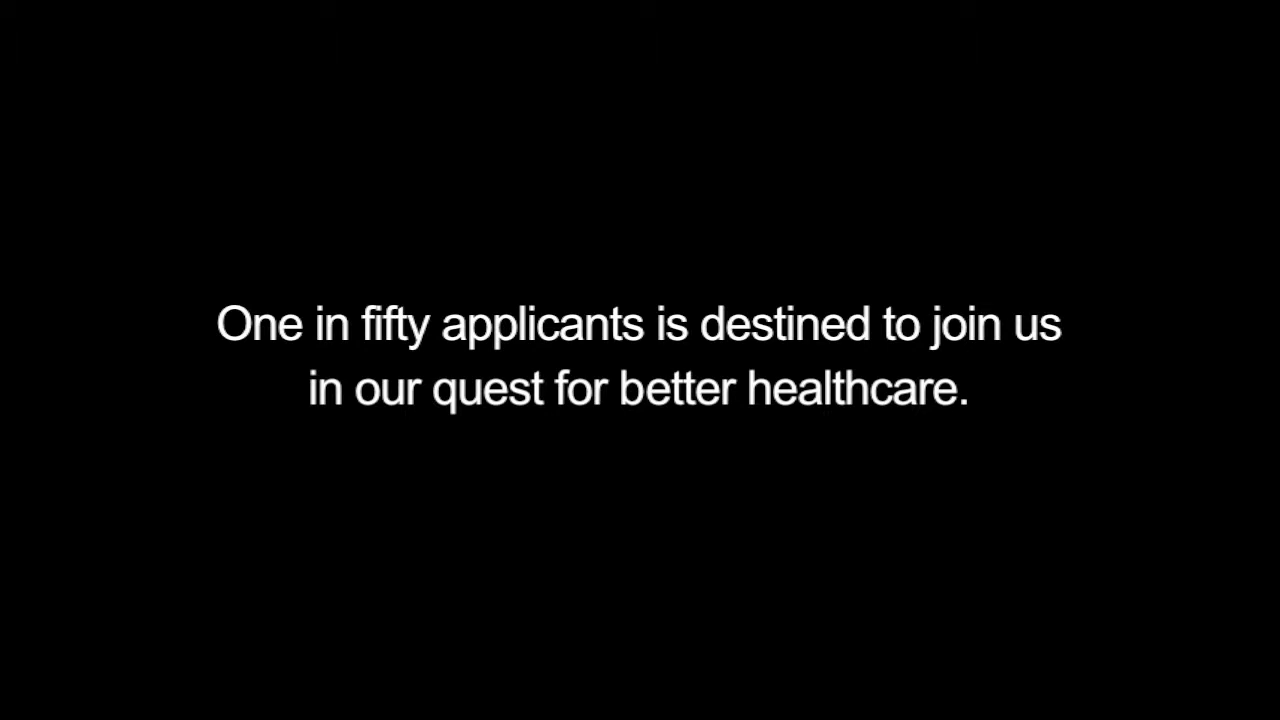 One in fifty applicants is destined to join us
in our quest for better healthcare.